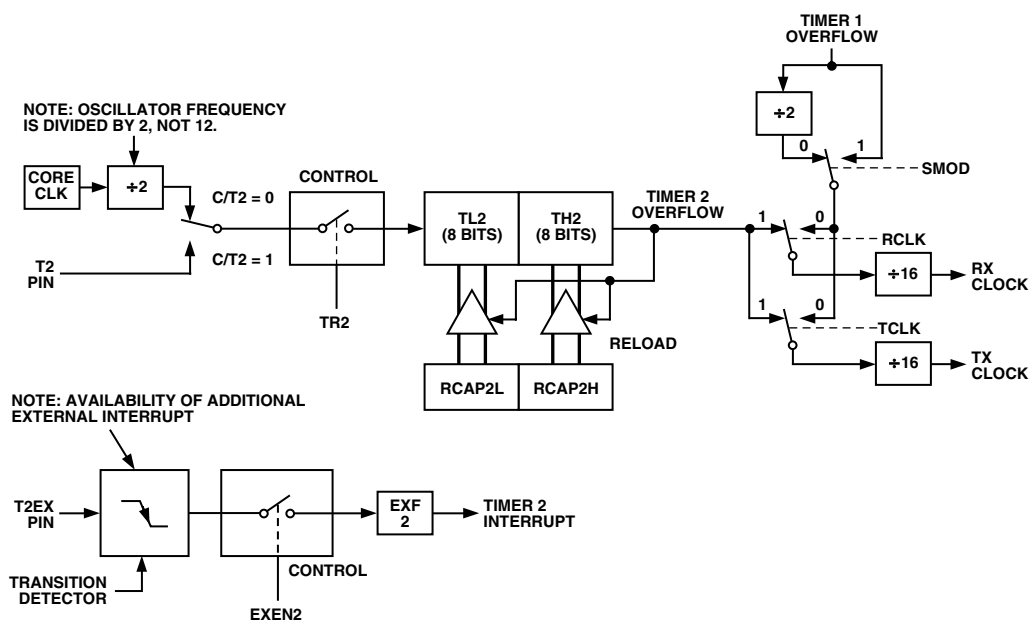 TIMER 1
OVERFLOW
÷2
0
1
SMOD
NOTE: OSCILLATOR FREQUENCY
IS DIVIDED BY 2, NOT 12.
CORE
CLK
÷2
C/T2 = 0
C/T2 = 1
T2
PIN
CONTROL
TR2
TL2
(8 BITS)
TH2
(8 BITS)
TIMER 2
OVERFLOW
1
0
RCLK
÷16
RX
CLOCK
1
0
TCLK
÷16
TX
CLOCK
RELOAD
RCAP2L
RCAP2H
NOTE: AVAILABILITY OF ADDITIONAL
EXTERNAL INTERRUPT
T2EX
PIN
TRANSITION
DETECTOR
CONTROL
EXEN2
EXF
2
TIMER 2
INTERRUPT